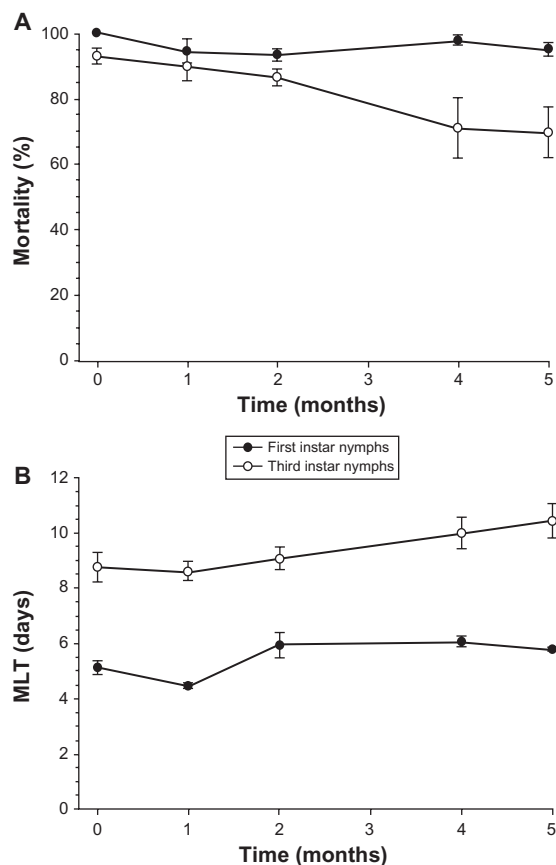 A
100
80
60
40
20
0
Mortality (%)
0 1 2 3 4 5
Time (months)
First instar nymphs
Third instar nymphs
B
12
10
8
6
4
2
0
MLT (days)
0 1 2 3 4 5
Time (months)